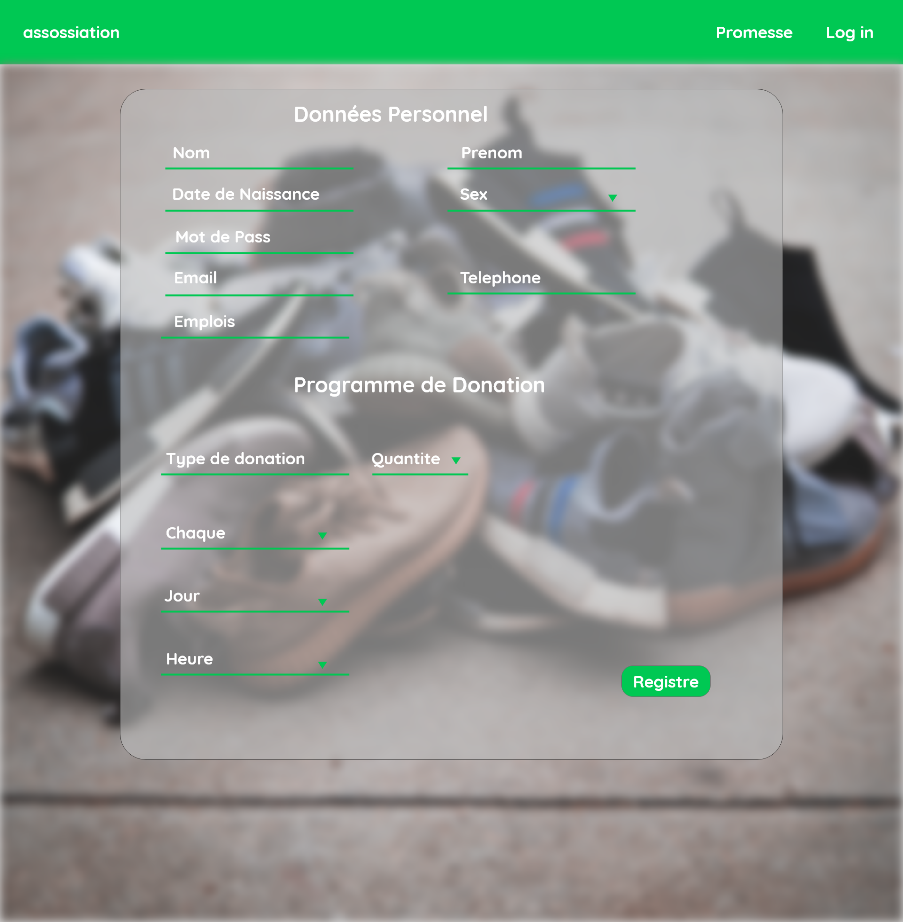 assossiation
Promesse
Log in
Données Personnel
Nom
Prenom
Date de Naissance
Sex
Mot de Pass
Email
Telephone
Emplois
Programme de Donation
Type de donation
Quantite
Chaque
Jour
Heure
Registre